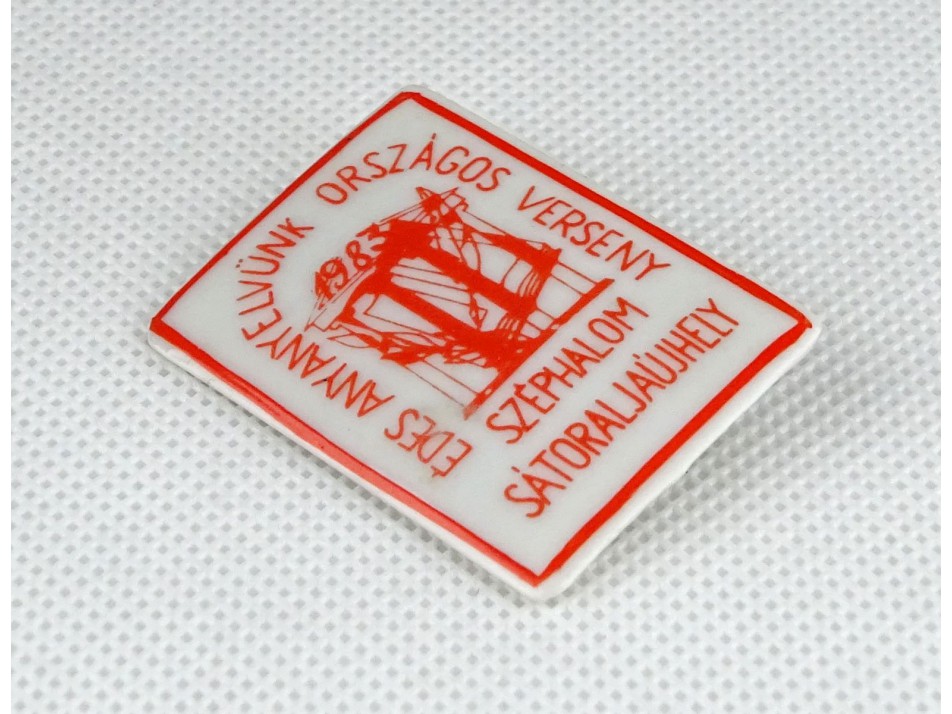 ÉDES ANYANYELVÜNK ORSZÁGOS VERSENY
1983
SZÉPHALOM
SÁTORALJAÚJHELY